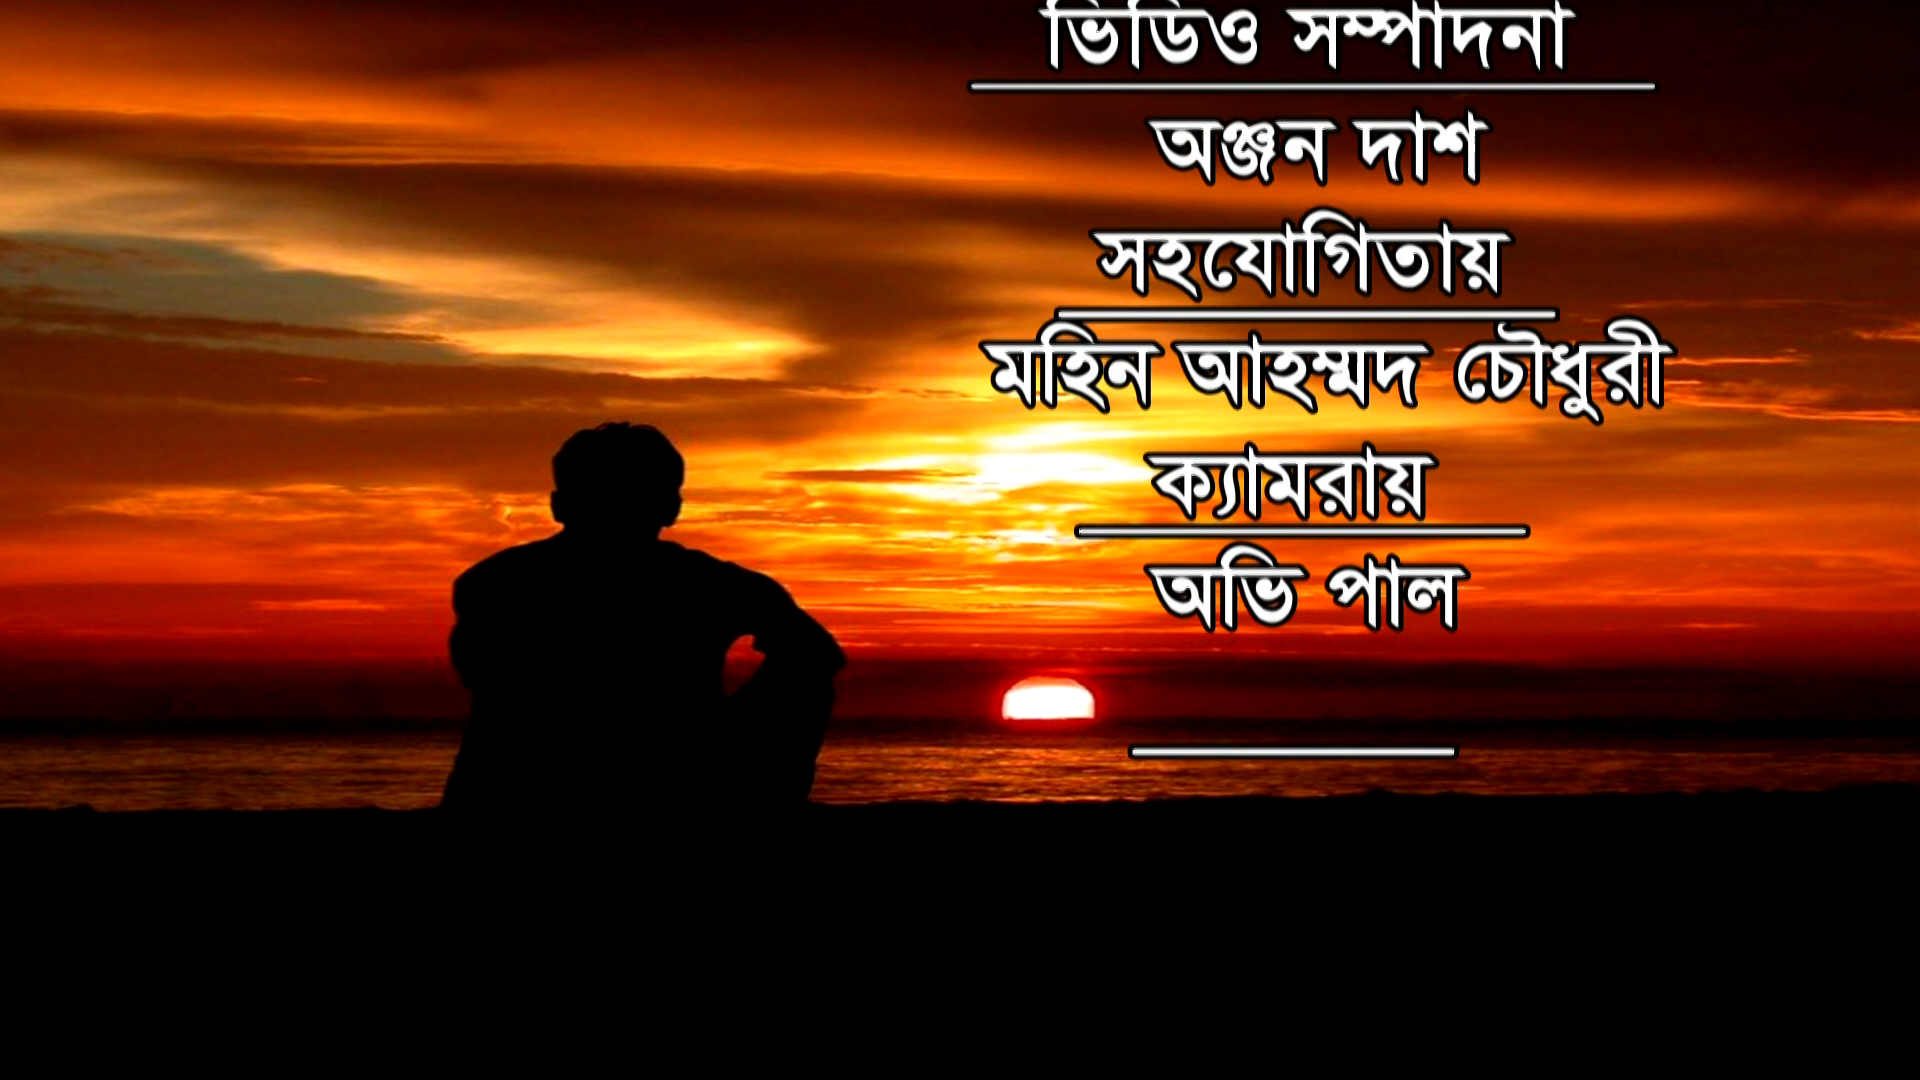 ভিডিও সম্পাদনা
অঞ্জন দাশ
সহযোগিতায়
মহিন আহম্মদ চৌধুরী
ক্যামরায়
অভি পাল